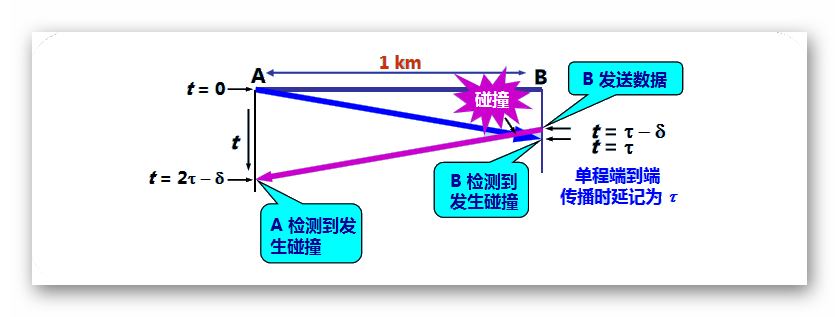 1 km
A
B
B 发送数据
t = 0
碰撞
t
t = τ – δ
t = τ
B 检测到
发生碰撞
单程端到端
传播时延记为 τ
t = 2τ – δ
A 检测到发
生碰撞